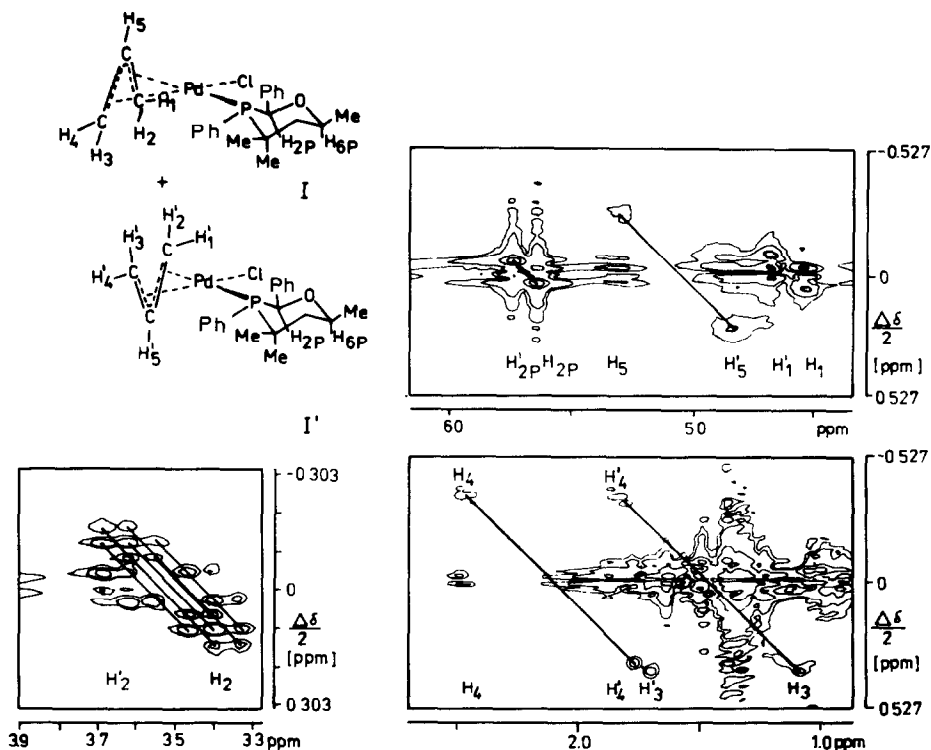 H5
C
Pd Cl
Ph O
C H1
P Me
H4 C H2 Ph
H3 Me H2P H6P
Me
+ I
H'2
H'3 C H'1
H'4 C Pd Cl
Ph O
P Me
C Ph
H'5 Me H2P H6P
Me
I'
-0.527
0
Δδ
2
[ppm]
0.527
H'2P H2P H5 H'5 H'1 H1
60 50 ppm
-0.303
0
Δδ
2
[ppm]
0.303
H'2 H2
39 37 35 33 ppm
-0.527
H4 H'4
0
Δδ
2
[ppm]
0.527
H4 H'4 H'3 H3
2.0 1.0 ppm